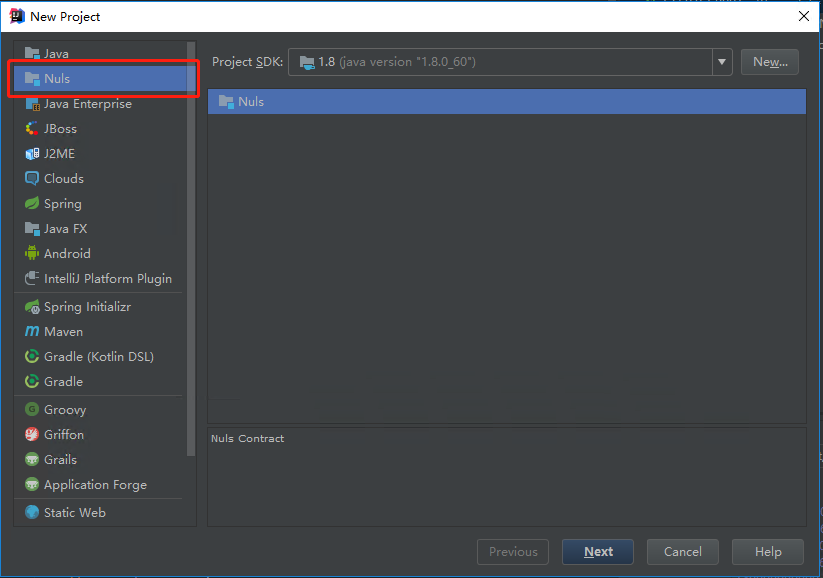 New Project
Java
Nuls
Java Enterprise
JBoss
J2ME
Clouds
Spring
Java FX
Android
IntelliJ Platform Plugin
Spring Initializr
Maven
Gradle (Kotlin DSL)
Gradle
Groovy
Griffon
Grails
Application Forge
Static Web
Project SDK: 1.8 (java version "1.8.0_60") New...
Nuls
Nuls Contract
Previous Next Cancel Help